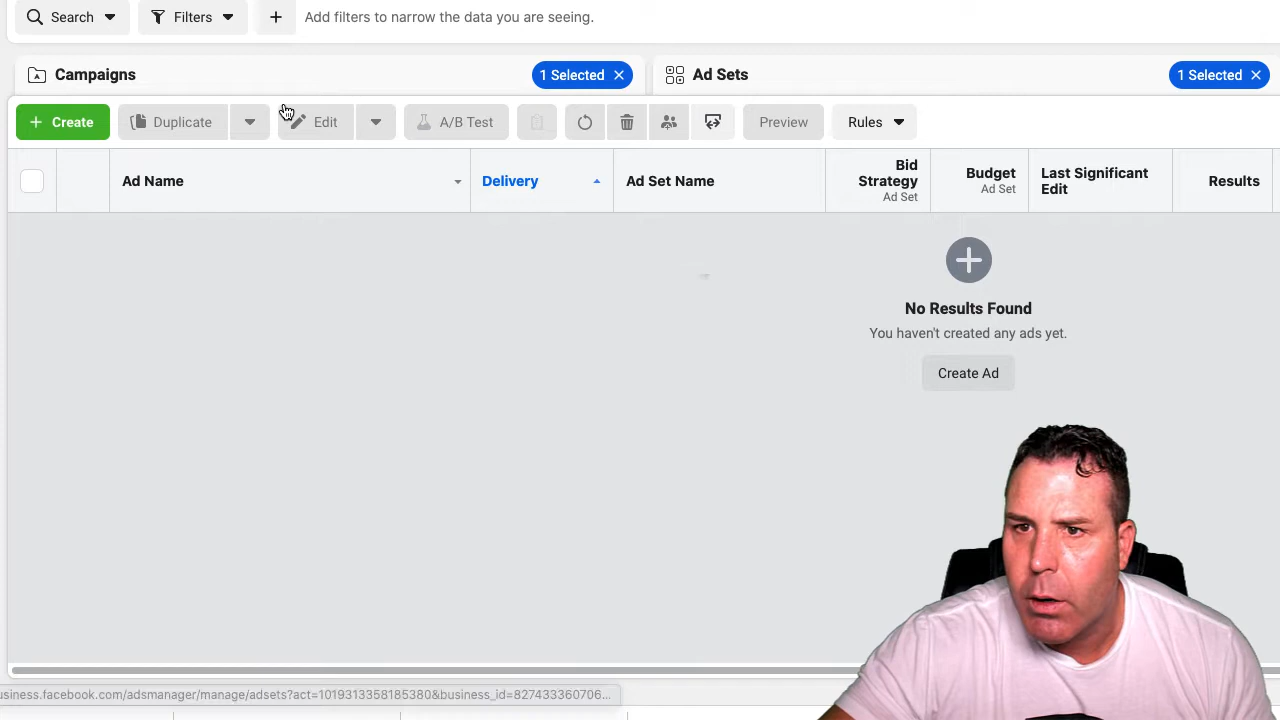 Search Filters + Add filters to narrow the data you are seeing.
Campaigns 1 Selected × Ad Sets 1 Selected ×
+ Create Duplicate Edit A/B Test Preview Rules
Ad Name Delivery Ad Set Name Bid Strategy Ad Set Budget Ad Set Last Significant Edit Results
No Results Found
You haven't created any ads yet.
Create Ad
usiness.facebook.com/adsmanager/manage/adsets?act=1019313358185380&business_id=827433360706...